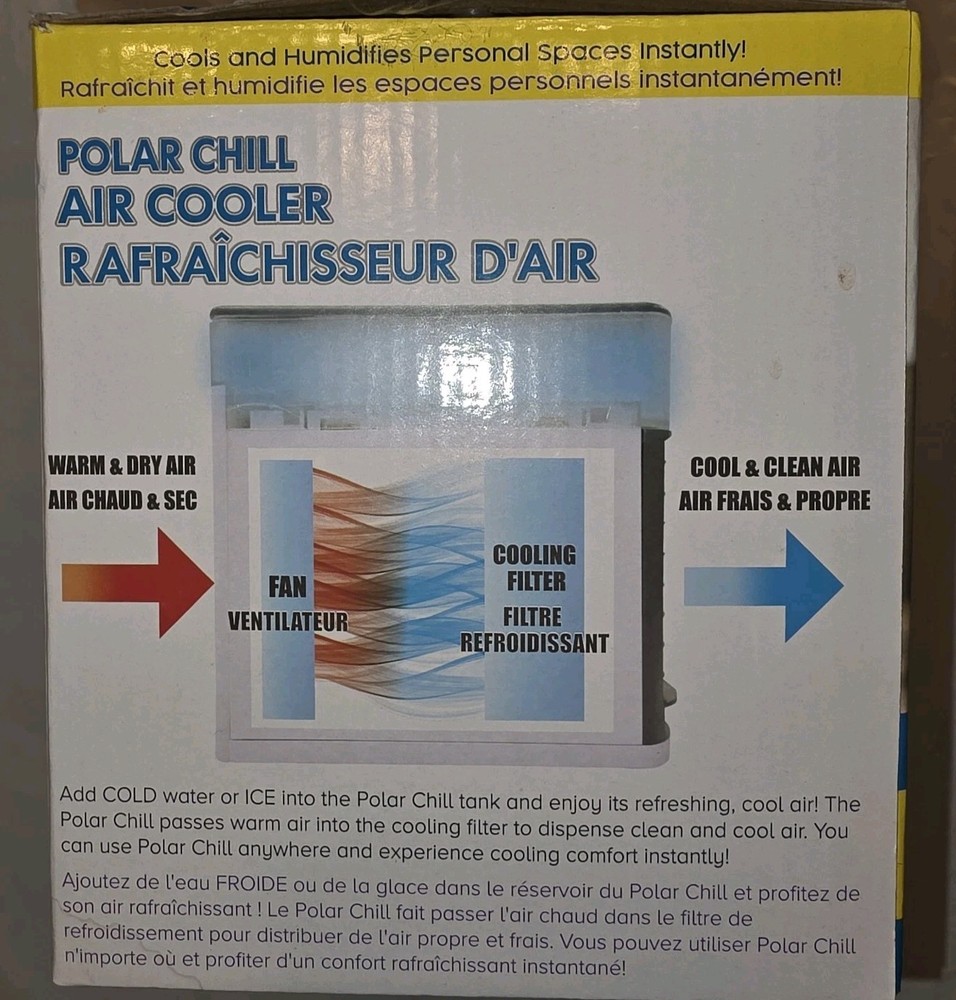 Cools and Humidifies Personal Spaces Instantly!
Rafraîchit et humidifie les espaces personnels instantanément!
POLAR CHILL
AIR COOLER
RAFRAÎCHISSEUR D'AIR
WARM & DRY AIR
AIR CHAUD & SEC
FAN
VENTILATEUR
COOLING
FILTER
FILTRE
REFROIDISSANT
COOL & CLEAN AIR
AIR FRAIS & PROPRE
Add COLD water or ICE into the Polar Chill tank and enjoy its refreshing, cool air! The
Polar Chill passes warm air into the cooling filter to dispense clean and cool air. You
can use Polar Chill anywhere and experience cooling comfort instantly!
Ajoutez de l'eau FROIDE ou de la glace dans le réservoir du Polar Chill et profitez de
son air rafraîchissant ! Le Polar Chill fait passer l'air chaud dans le filtre de
refroidissement pour distribuer de l'air propre et frais. Vous pouvez utiliser Polar Chill
n'importe où et profiter d'un confort rafraîchissant instantané!